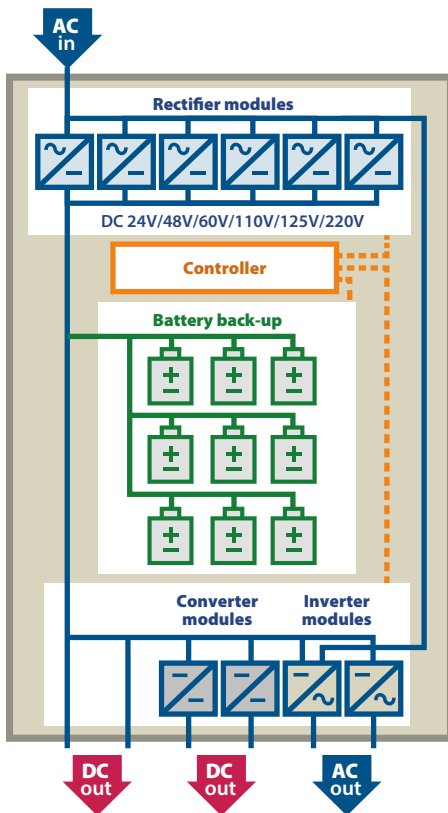 AC
in
Rectifier modules
DC 24V/48V/60V/110V/125V/220V
Controller
Battery back-up
Converter
modules
Inverter
modules
DC
out
DC
out
AC
out